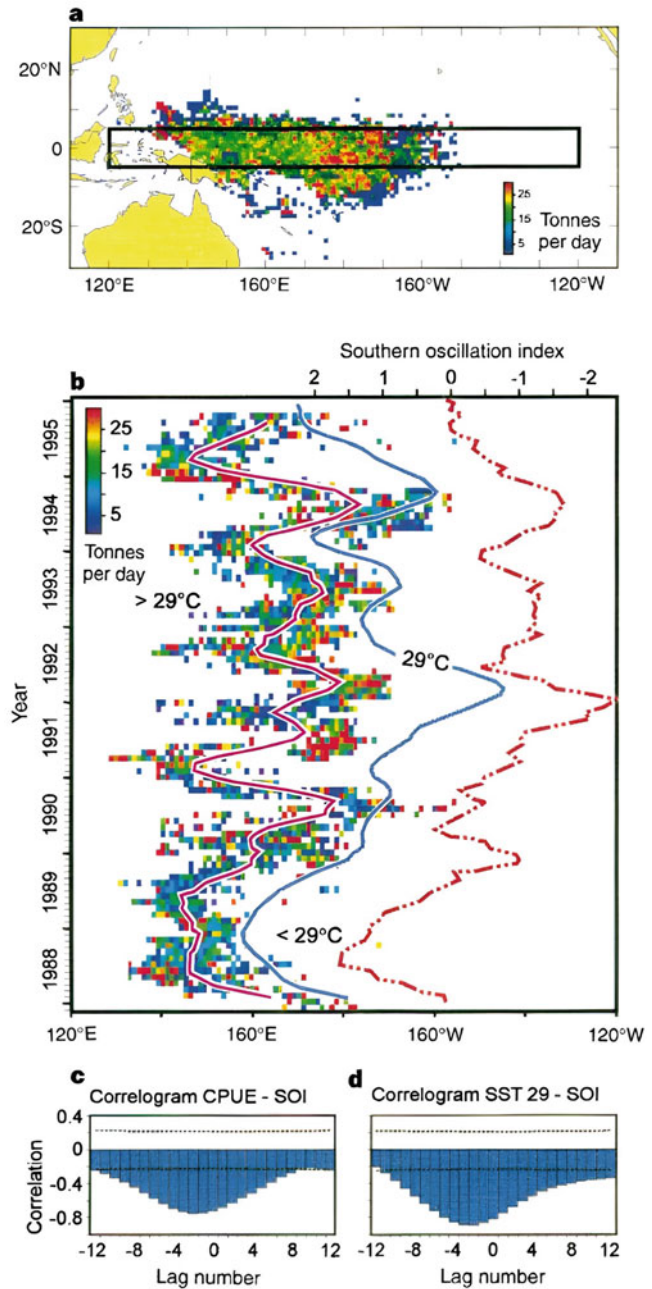 a
20°N
0
20°S
25
15
5
Tonnes
per day
120°E
160°E
160°W
120°W
Southern oscillation index
b
2
1
0
-1
-2
25
15
5
Tonnes
per day
1995
1994
1993
1992
1991
1990
1989
1988
Year
> 29°C
29°C
< 29°C
120°E
160°E
160°W
120°W
c
Correlogram CPUE - SOI
0.4
0
-0.4
-0.8
Correlation
-12
-8
-4
0
4
8
12
Lag number
d
Correlogram SST 29 - SOI
-12
-8
-4
0
4
8
12
Lag number